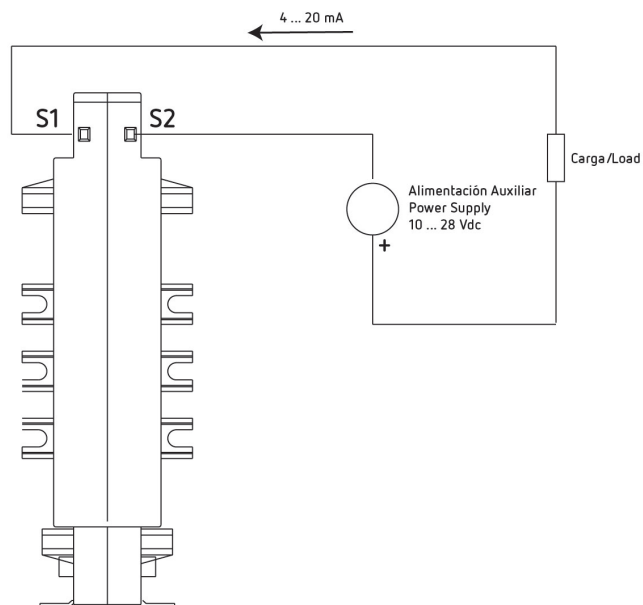 4 ... 20 mA
S1
S2
Carga/Load
Alimentación Auxiliar
Power Supply
10 ... 28 Vdc
+